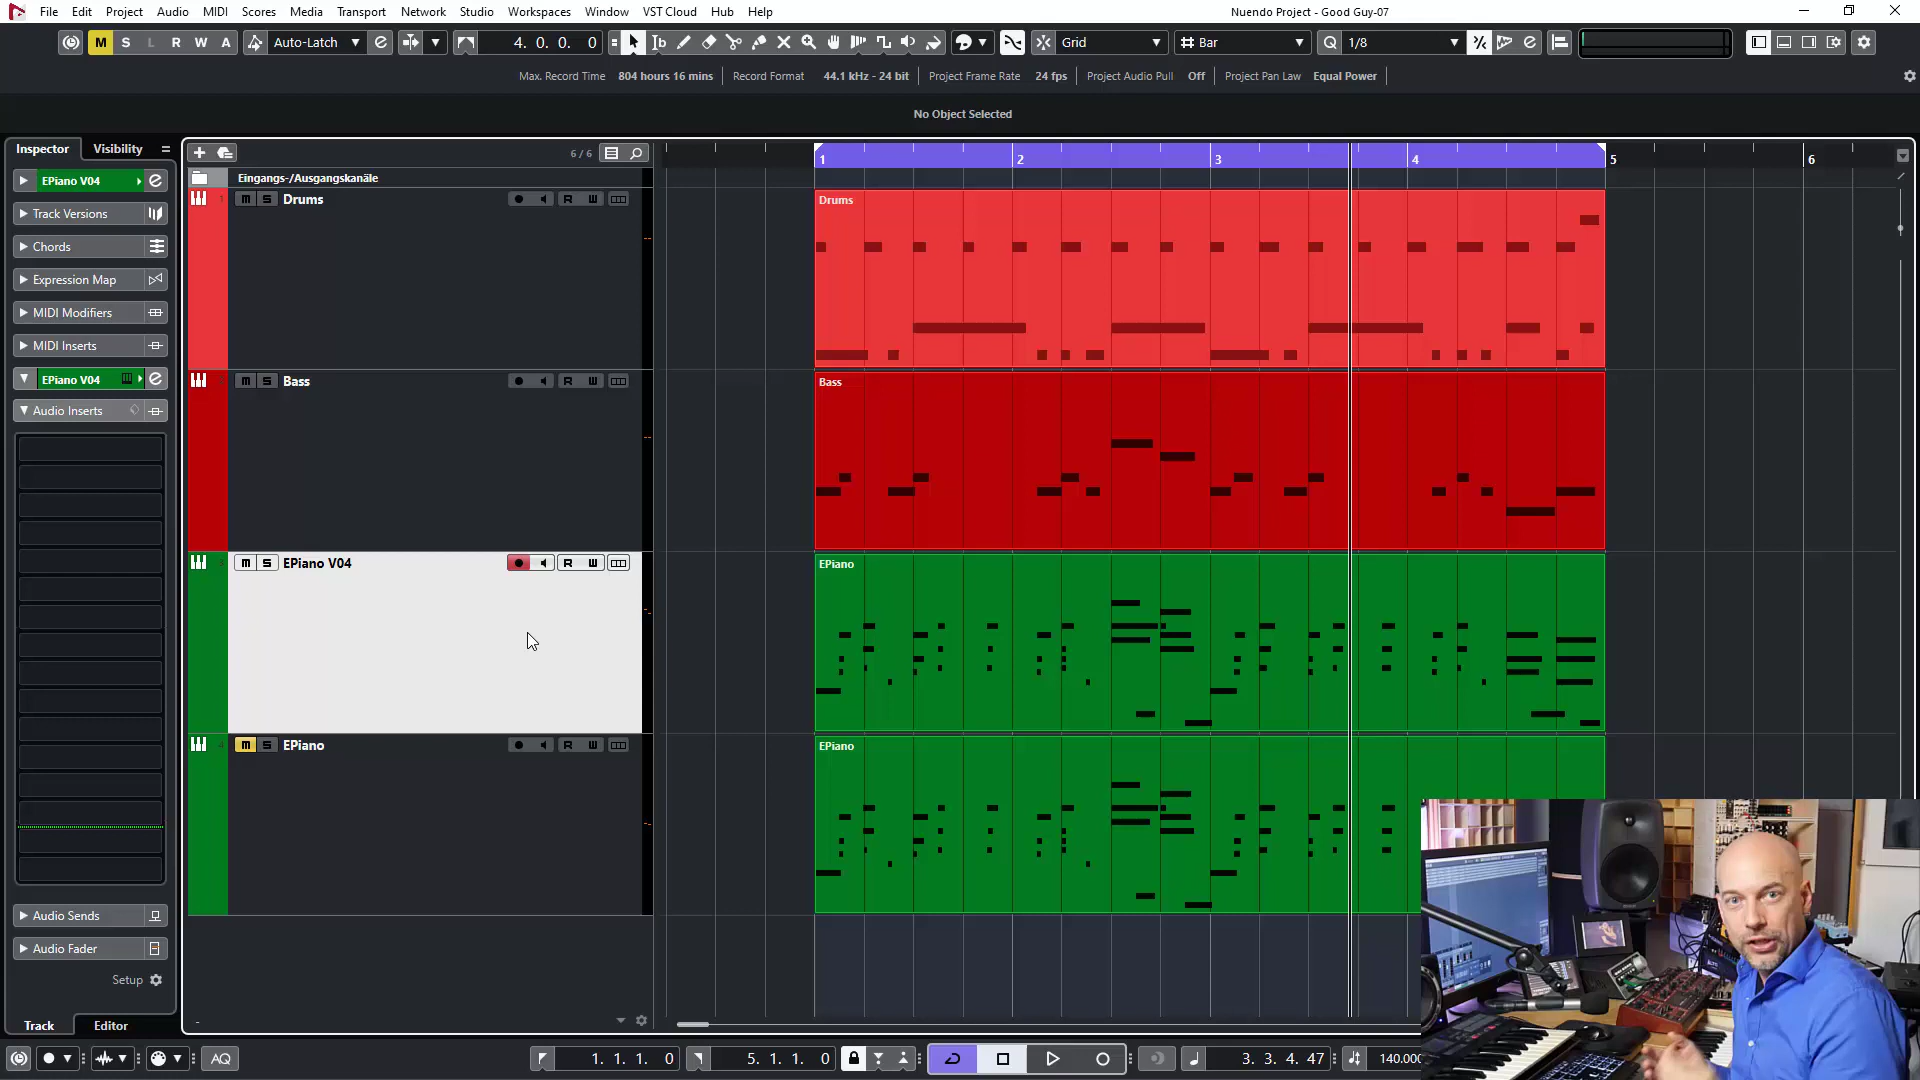 File Edit Project Audio MIDI Scores Media Transport Network Studio Workspaces Window VST Cloud Hub Help Nuendo Project - Good Guy-07
M S L R W A Auto-Latch 4. 0. 0. 0 Grid Bar 1/8
Max. Record Time 804 hours 16 mins Record Format 44.1 kHz - 24 bit Project Frame Rate 24 fps Project Audio Pull Off Project Pan Law Equal Power
No Object Selected
Inspector Visibility
6 / 6
1 2 3 4 5 6
EPiano V04
Eingangs-/Ausgangskanäle
1 M S Drums R W
Drums
Track Versions
Chords
Expression Map
MIDI Modifiers
MIDI Inserts
EPiano V04
M S Bass R W
Bass
Audio Inserts
3 M S EPiano V04 R W
EPiano
4 M S EPiano R W
EPiano
Audio Sends
Audio Fader
Setup
Track Editor
AQ 1. 1. 1. 0 5. 1. 1. 0 3. 3. 4. 47 140.000